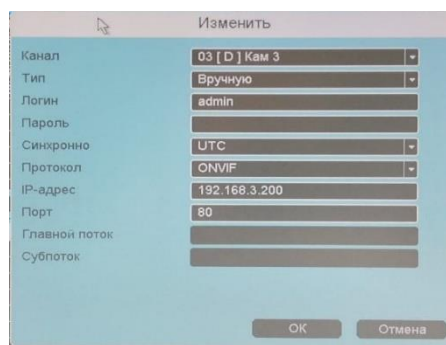 Изменить
Канал 03 [ D ] Кам 3
Тип Вручную
Логин admin
Пароль
Синхронно UTC
Протокол ONVIF
IP-адрес 192.168.3.200
Порт 80
Главной поток
Субпоток
OK Отмена